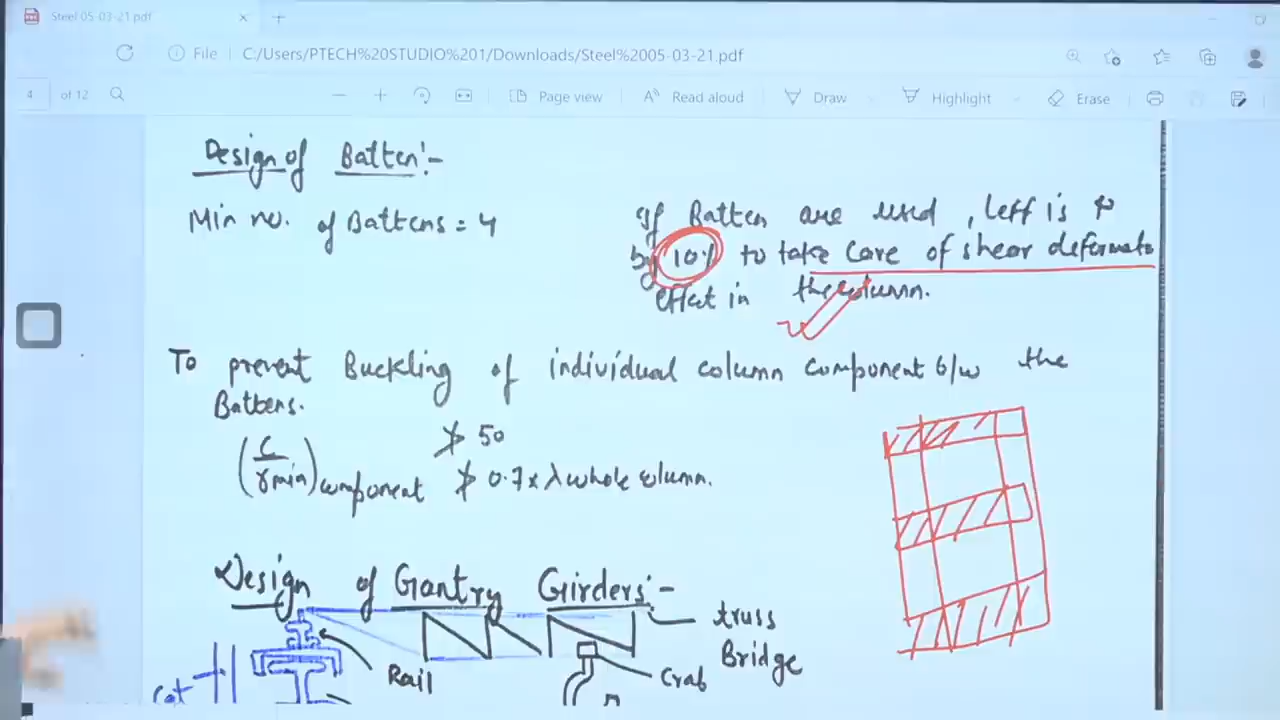 Steel 05-03-21.pdf
File C:/Users/PTECH%20STUDIO%201/Downloads/Steel%2005-03-21.pdf
4 of 12 Page view Read aloud Draw Highlight Erase
Design of Batten:-
Min no. of Battens = 4
If Batten are used, leff is ↑
by 10% to take care of shear deformato
effect in the column.
To prevent Buckling of individual column component b/w the
Battens.
(C/rmin)component ≯ 50
≯ 0.7 x λ whole column.
Design of Gantry Girders:-
truss
Bridge
Rail
Crab